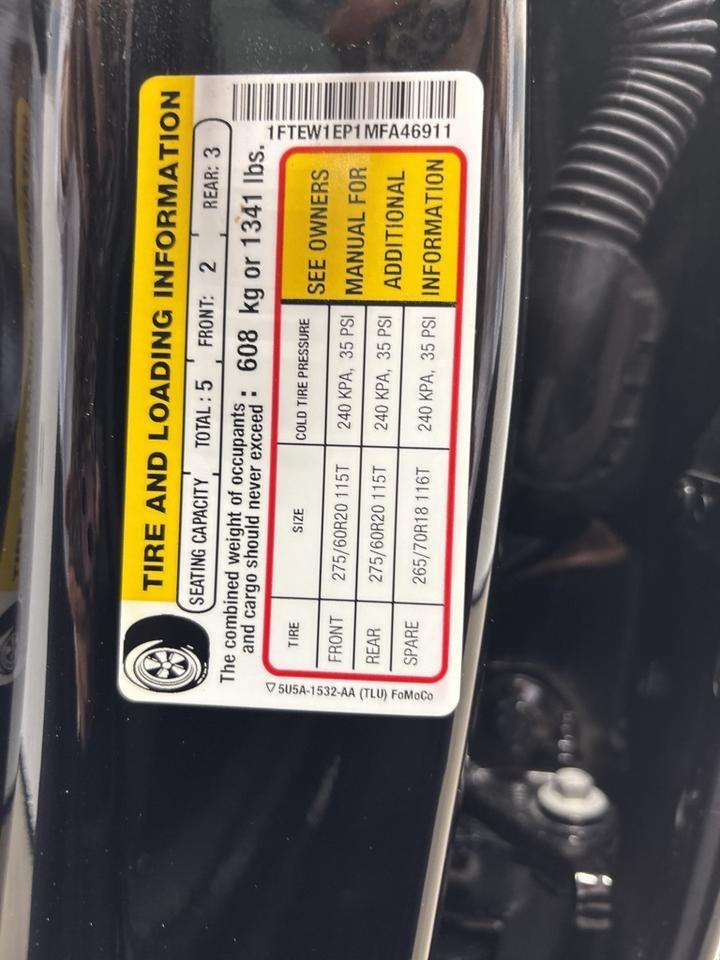 1FTEW1EP1MFA46911
TIRE AND LOADING INFORMATION
SEATING CAPACITY TOTAL : 5 FRONT: 2 REAR: 3
The combined weight of occupants
and cargo should never exceed : 608 kg or 1341 lbs.
TIRE SIZE COLD TIRE PRESSURE
FRONT 275/60R20 115T 240 KPA, 35 PSI
REAR 275/60R20 115T 240 KPA, 35 PSI
SPARE 265/70R18 116T 240 KPA, 35 PSI
SEE OWNERS
MANUAL FOR
ADDITIONAL
INFORMATION
5U5A-1532-AA (TLU) FoMoCo